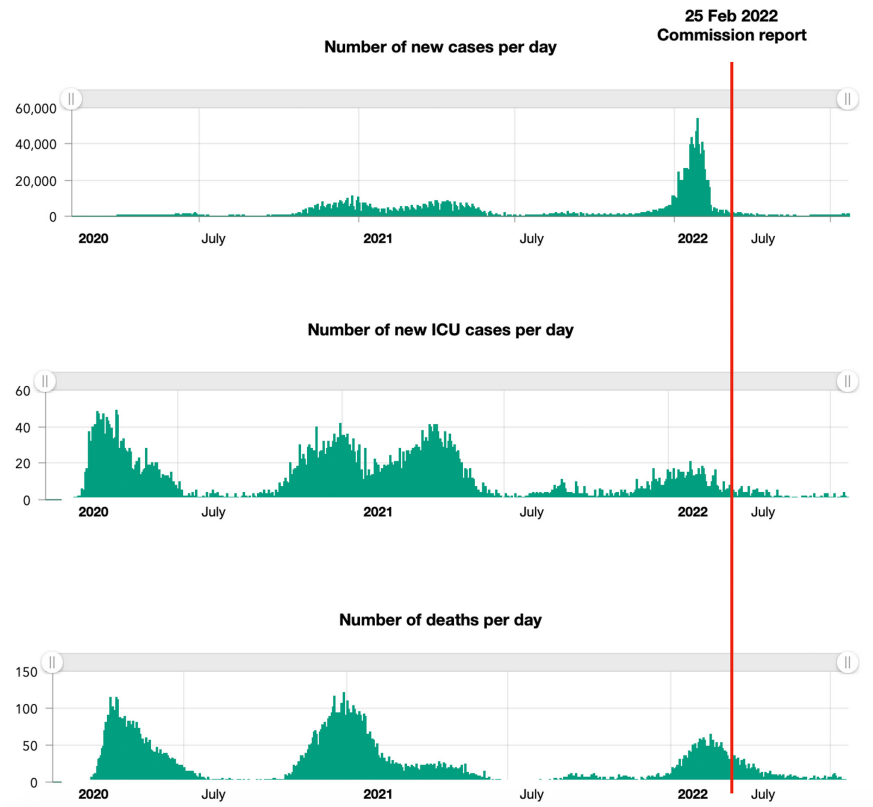 25 Feb 2022
Commission report
Number of new cases per day
60,000
40,000
20,000
0
2020 July 2021 July 2022 July
Number of new ICU cases per day
60
40
20
0
2020 July 2021 July 2022 July
Number of deaths per day
150
100
50
0
2020 July 2021 July 2022 July